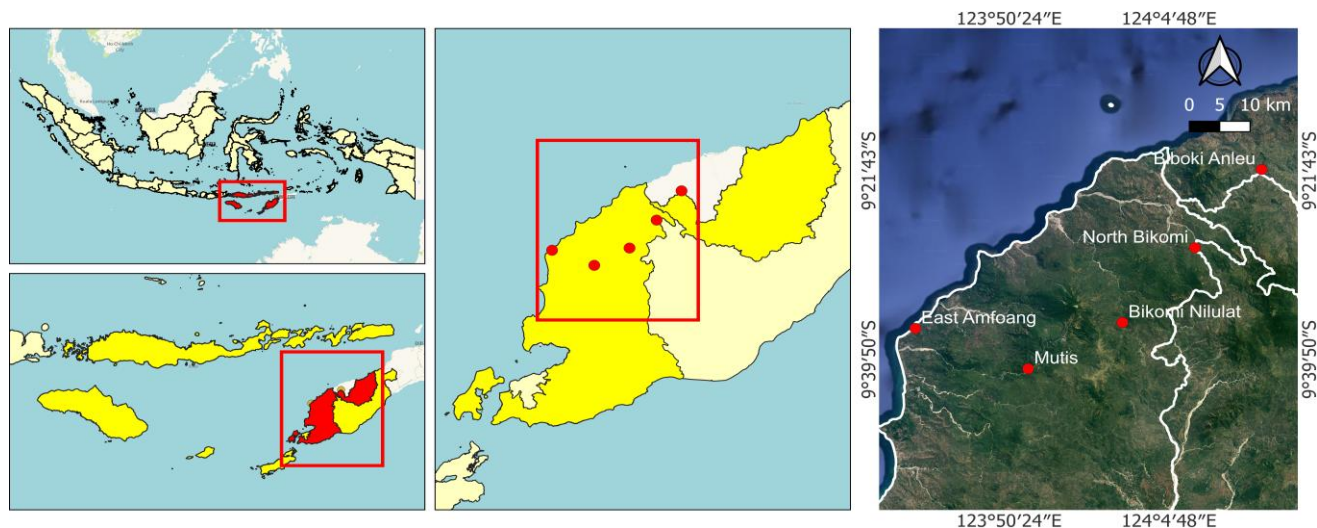 123°50′24″E 124°4′48″E
0 5 10 km
9°21′43″S
9°21′43″S
Biboki Anleu
North Bikomi
East Amfoang
Bikomi Nilulat
Mutis
9°39′50″S
9°39′50″S
123°50′24″E 124°4′48″E